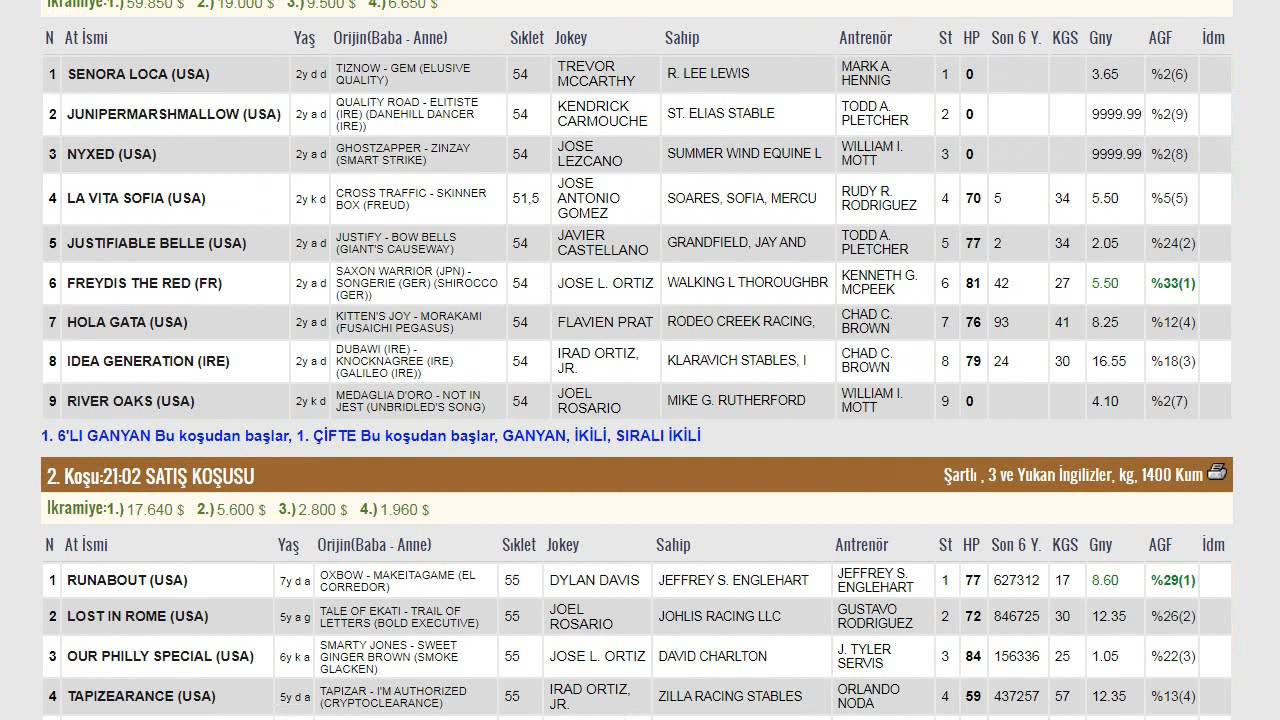 Ikramiye:1.) 59.850 $ 2.) 19.000 $ 3.) 9.500 $ 4.) 6.650 $
N At İsmi Yaş Orijin(Baba - Anne) Sıklet Jokey Sahip Antrenör St HP Son 6 Y. KGS Gny AGF İdm
1 SENORA LOCA (USA) 2y d d TIZNOW - GEM (ELUSIVE QUALITY) 54 TREVOR MCCARTHY R. LEE LEWIS MARK A. HENNIG 1 0 3.65 %2(6)
2 JUNIPERMARSHMALLOW (USA) 2y a d QUALITY ROAD - ELITISTE (IRE) (DANEHILL DANCER (IRE)) 54 KENDRICK CARMOUCHE ST. ELIAS STABLE TODD A. PLETCHER 2 0 9999.99 %2(9)
3 NYXED (USA) 2y a d GHOSTZAPPER - ZINZAY (SMART STRIKE) 54 JOSE LEZCANO SUMMER WIND EQUINE L WILLIAM I. MOTT 3 0 9999.99 %2(8)
4 LA VITA SOFIA (USA) 2y k d CROSS TRAFFIC - SKINNER BOX (FREUD) 51,5 JOSE ANTONIO GOMEZ SOARES, SOFIA, MERCU RUDY R. RODRIGUEZ 4 70 5 34 5.50 %5(5)
5 JUSTIFIABLE BELLE (USA) 2y a d JUSTIFY - BOW BELLS (GIANT'S CAUSEWAY) 54 JAVIER CASTELLANO GRANDFIELD, JAY AND TODD A. PLETCHER 5 77 2 34 2.05 %24(2)
6 FREYDIS THE RED (FR) 2y a d SAXON WARRIOR (JPN) - SONGERIE (GER) (SHIROCCO (GER)) 54 JOSE L. ORTIZ WALKING L THOROUGHBR KENNETH G. MCPEEK 6 81 42 27 5.50 %33(1)
7 HOLA GATA (USA) 2y a d KITTEN'S JOY - MORAKAMI (FUSAICHI PEGASUS) 54 FLAVIEN PRAT RODEO CREEK RACING, CHAD C. BROWN 7 76 93 41 8.25 %12(4)
8 IDEA GENERATION (IRE) 2y a d DUBAWI (IRE) - KNOCKNAGREE (IRE) (GALILEO (IRE)) 54 IRAD ORTIZ, JR. KLARAVICH STABLES, I CHAD C. BROWN 8 79 24 30 16.55 %18(3)
9 RIVER OAKS (USA) 2y k d MEDAGLIA D'ORO - NOT IN JEST (UNBRIDLED'S SONG) 54 JOEL ROSARIO MIKE G. RUTHERFORD WILLIAM I. MOTT 9 0 4.10 %2(7)
1. 6'LI GANYAN Bu koşudan başlar, 1. ÇİFTE Bu koşudan başlar, GANYAN, İKİLİ, SIRALI İKİLİ
2. Koşu:21:02 SATIŞ KOŞUSU Şartlı , 3 ve Yukarı İngilizler, kg, 1400 Kum
Ikramiye:1.) 17.640 $ 2.) 5.600 $ 3.) 2.800 $ 4.) 1.960 $
N At İsmi Yaş Orijin(Baba - Anne) Sıklet Jokey Sahip Antrenör St HP Son 6 Y. KGS Gny AGF İdm
1 RUNABOUT (USA) 7y d a OXBOW - MAKEITAGAME (EL CORREDOR) 55 DYLAN DAVIS JEFFREY S. ENGLEHART JEFFREY S. ENGLEHART 1 77 627312 17 8.60 %29(1)
2 LOST IN ROME (USA) 5y a g TALE OF EKATI - TRAIL OF LETTERS (BOLD EXECUTIVE) 55 JOEL ROSARIO JOHLIS RACING LLC GUSTAVO RODRIGUEZ 2 72 846725 30 12.35 %26(2)
3 OUR PHILLY SPECIAL (USA) 6y k a SMARTY JONES - SWEET GINGER BROWN (SMOKE GLACKEN) 55 JOSE L. ORTIZ DAVID CHARLTON J. TYLER SERVIS 3 84 156336 25 1.05 %22(3)
4 TAPIZEARANCE (USA) 5y d a TAPIZAR - I'M AUTHORIZED (CRYPTOCLEARANCE) 55 IRAD ORTIZ, JR. ZILLA RACING STABLES ORLANDO NODA 4 59 437257 57 12.35 %13(4)